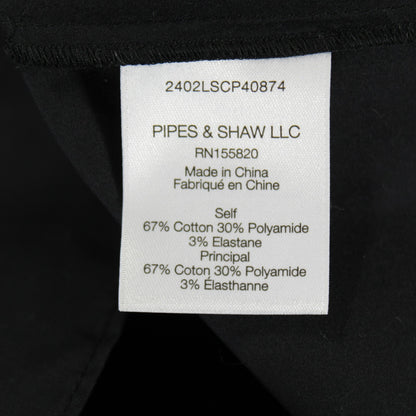 2402LSCP40874
PIPES & SHAW LLC
RN155820
Made in China
Fabriqué en Chine
Self
67% Cotton 30% Polyamide
3% Elastane
Principal
67% Cotton 30% Polyamide
3% Élasthanne